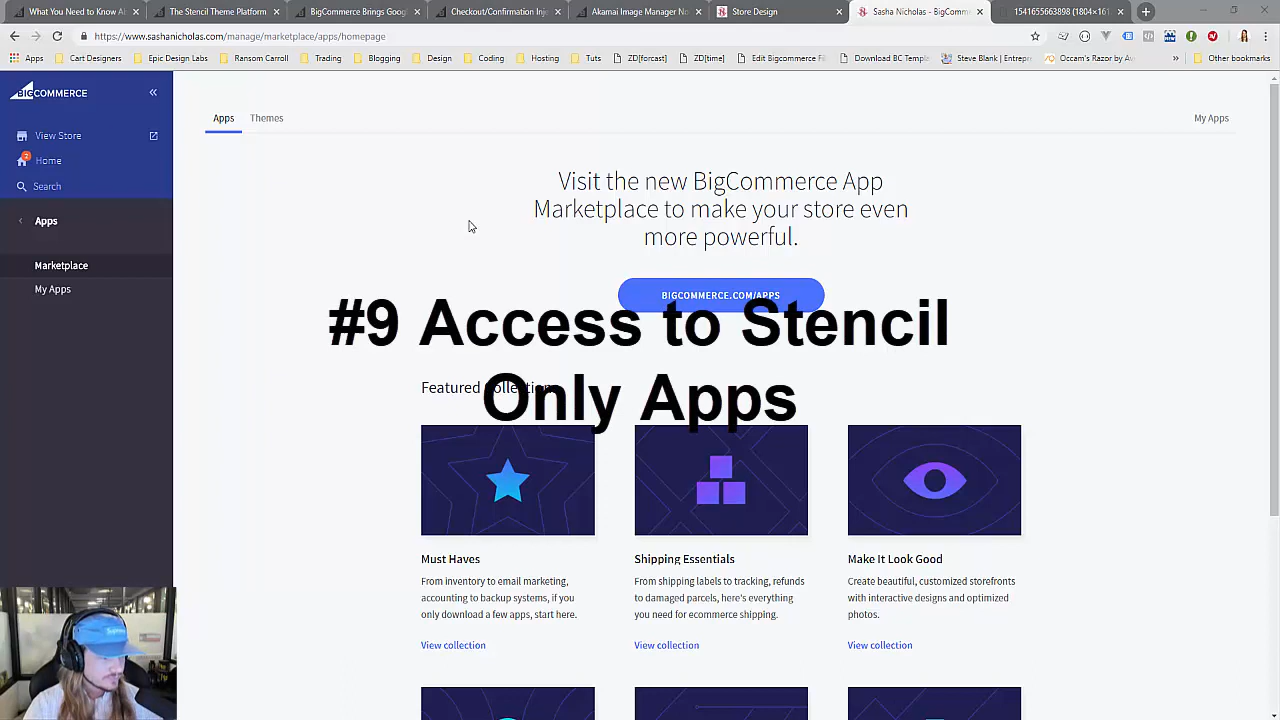 What You Need to Know Al
The Stencil Theme Platform
BigCommerce Brings Goog
Checkout/Confirmation Inje
Akamai Image Manager No
Store Design
Sasha Nicholas - BigComm
1541655663898 (1804×161
https://www.sashanicholas.com/manage/marketplace/apps/homepage
Apps
Cart Designers
Epic Design Labs
Ransom Carroll
Trading
Blogging
Design
Coding
Hosting
Tuts
ZD[forcast]
ZD[time]
Edit Bigcommerce Fi
Download BC Templ
Steve Blank | Entrepr
Occam's Razor by Av
»
Other bookmarks
BIGCOMMERCE
View Store
2
Home
Search
Apps
Marketplace
My Apps
Apps
Themes
My Apps
Visit the new BigCommerce App
Marketplace to make your store even
more powerful.
BIGCOMMERCE.COM/APPS
#9 Access to Stencil
Only Apps
Featured Collections
Must Haves
From inventory to email marketing,
accounting to backup systems, if you
only download a few apps, start here.
View collection
Shipping Essentials
From shipping labels to tracking, refunds
to damaged parcels, here's everything
you need for ecommerce shipping.
View collection
Make It Look Good
Create beautiful, customized storefronts
with interactive designs and optimized
photos.
View collection